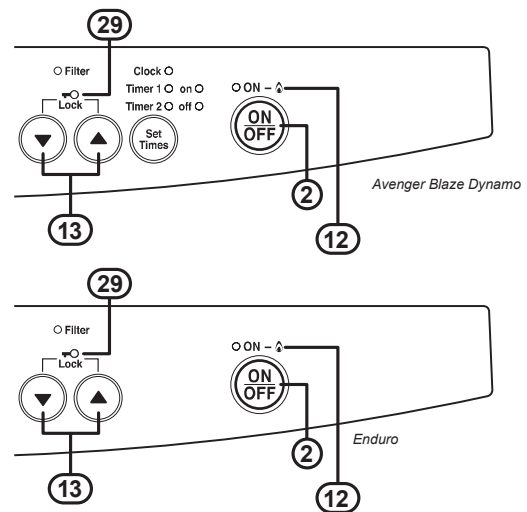 29
Filter
Clock
Timer 1 on
Timer 2 off
Lock
Set
Times
ON –
ON
OFF
Avenger Blaze Dynamo
2
13
12
29
Filter
Lock
ON –
ON
OFF
Enduro
2
13
12